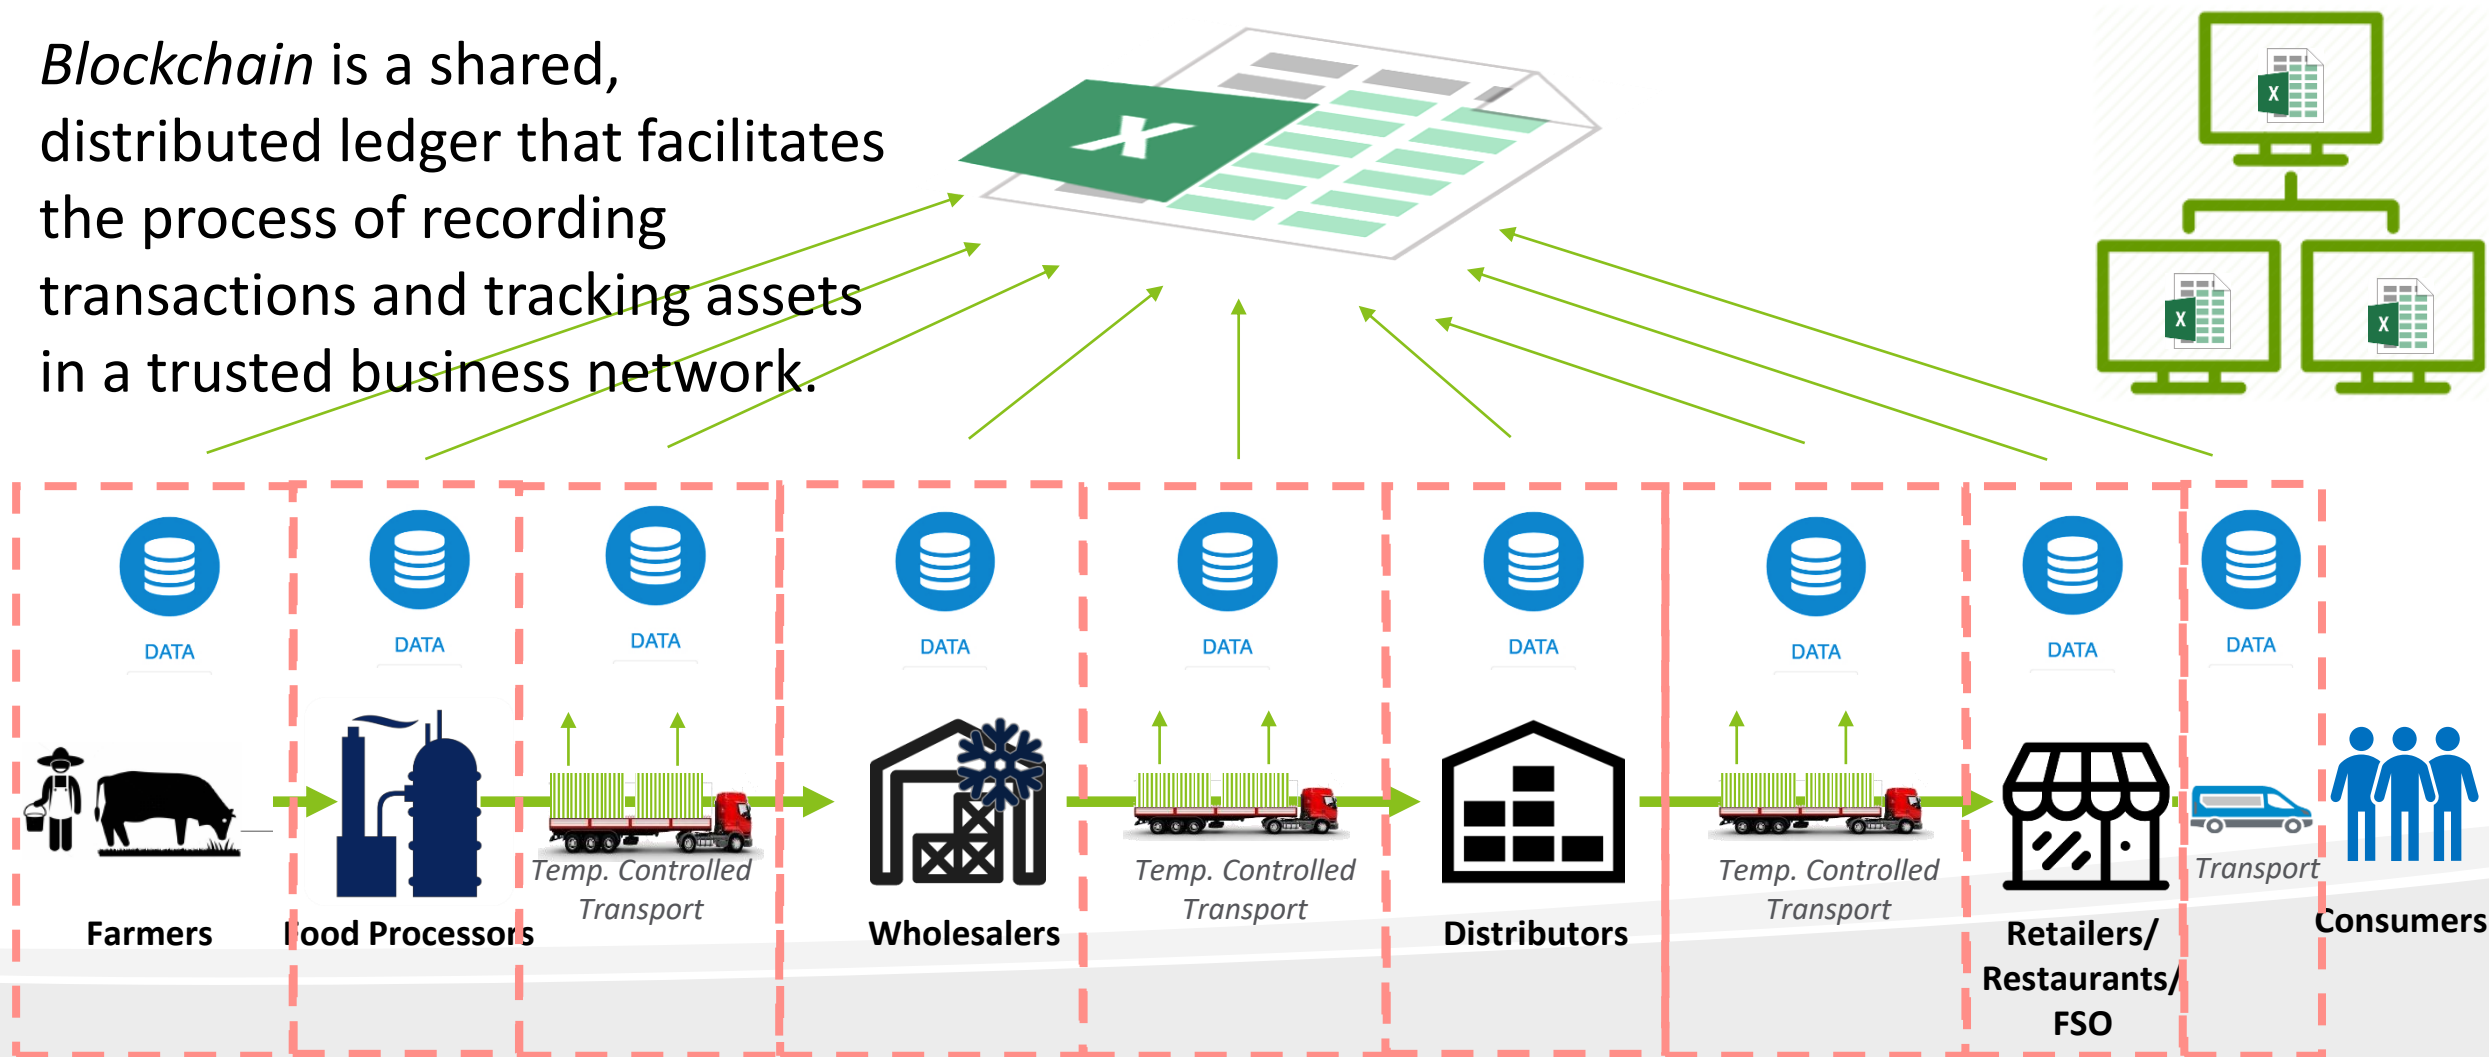 Blockchain is a shared,
distributed ledger that facilitates
the process of recording
transactions and tracking assets
in a trusted business network.
X
X
X
X
DATA
DATA
DATA
DATA
DATA
DATA
DATA
DATA
DATA
Temp. Controlled
Transport
Temp. Controlled
Transport
Temp. Controlled
Transport
Transport
Farmers
Food Processors
Wholesalers
Distributors
Retailers/
Restaurants/
FSO
Consumers